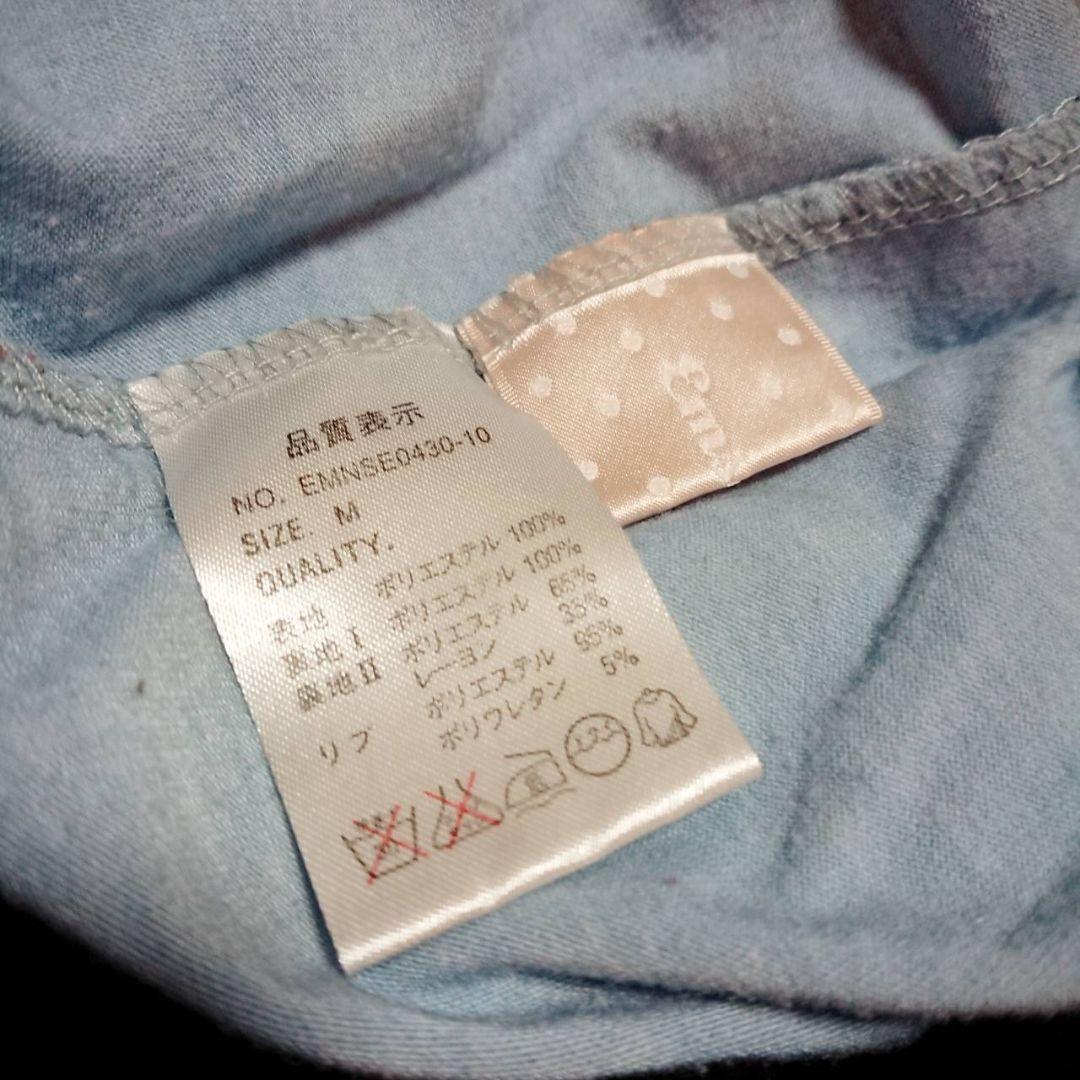 品質表示
NO. EMNSE0430-10
SIZE. M
QUALITY.
表地 ポリエステル 100%
裏地Ⅰ ポリエステル 100%
裏地Ⅱ ポリエステル 65%
レーヨン 35%
リブ ポリエステル 95%
ポリウレタン 5%